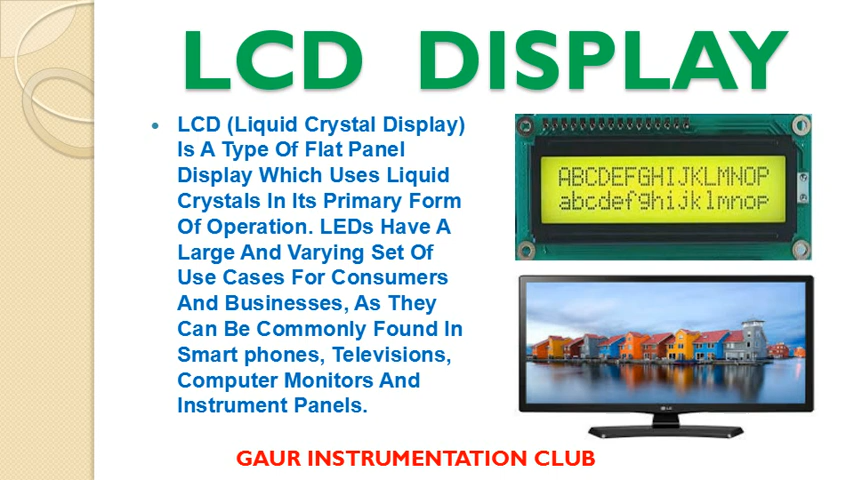 LCD DISPLAY
• LCD (Liquid Crystal Display)
Is A Type Of Flat Panel
Display Which Uses Liquid
Crystals In Its Primary Form
Of Operation. LEDs Have A
Large And Varying Set Of
Use Cases For Consumers
And Businesses, As They
Can Be Commonly Found In
Smart phones, Televisions,
Computer Monitors And
Instrument Panels.
ABCDEFGHIJKLMNOP
abcdefghijklmnop
LG
GAUR INSTRUMENTATION CLUB